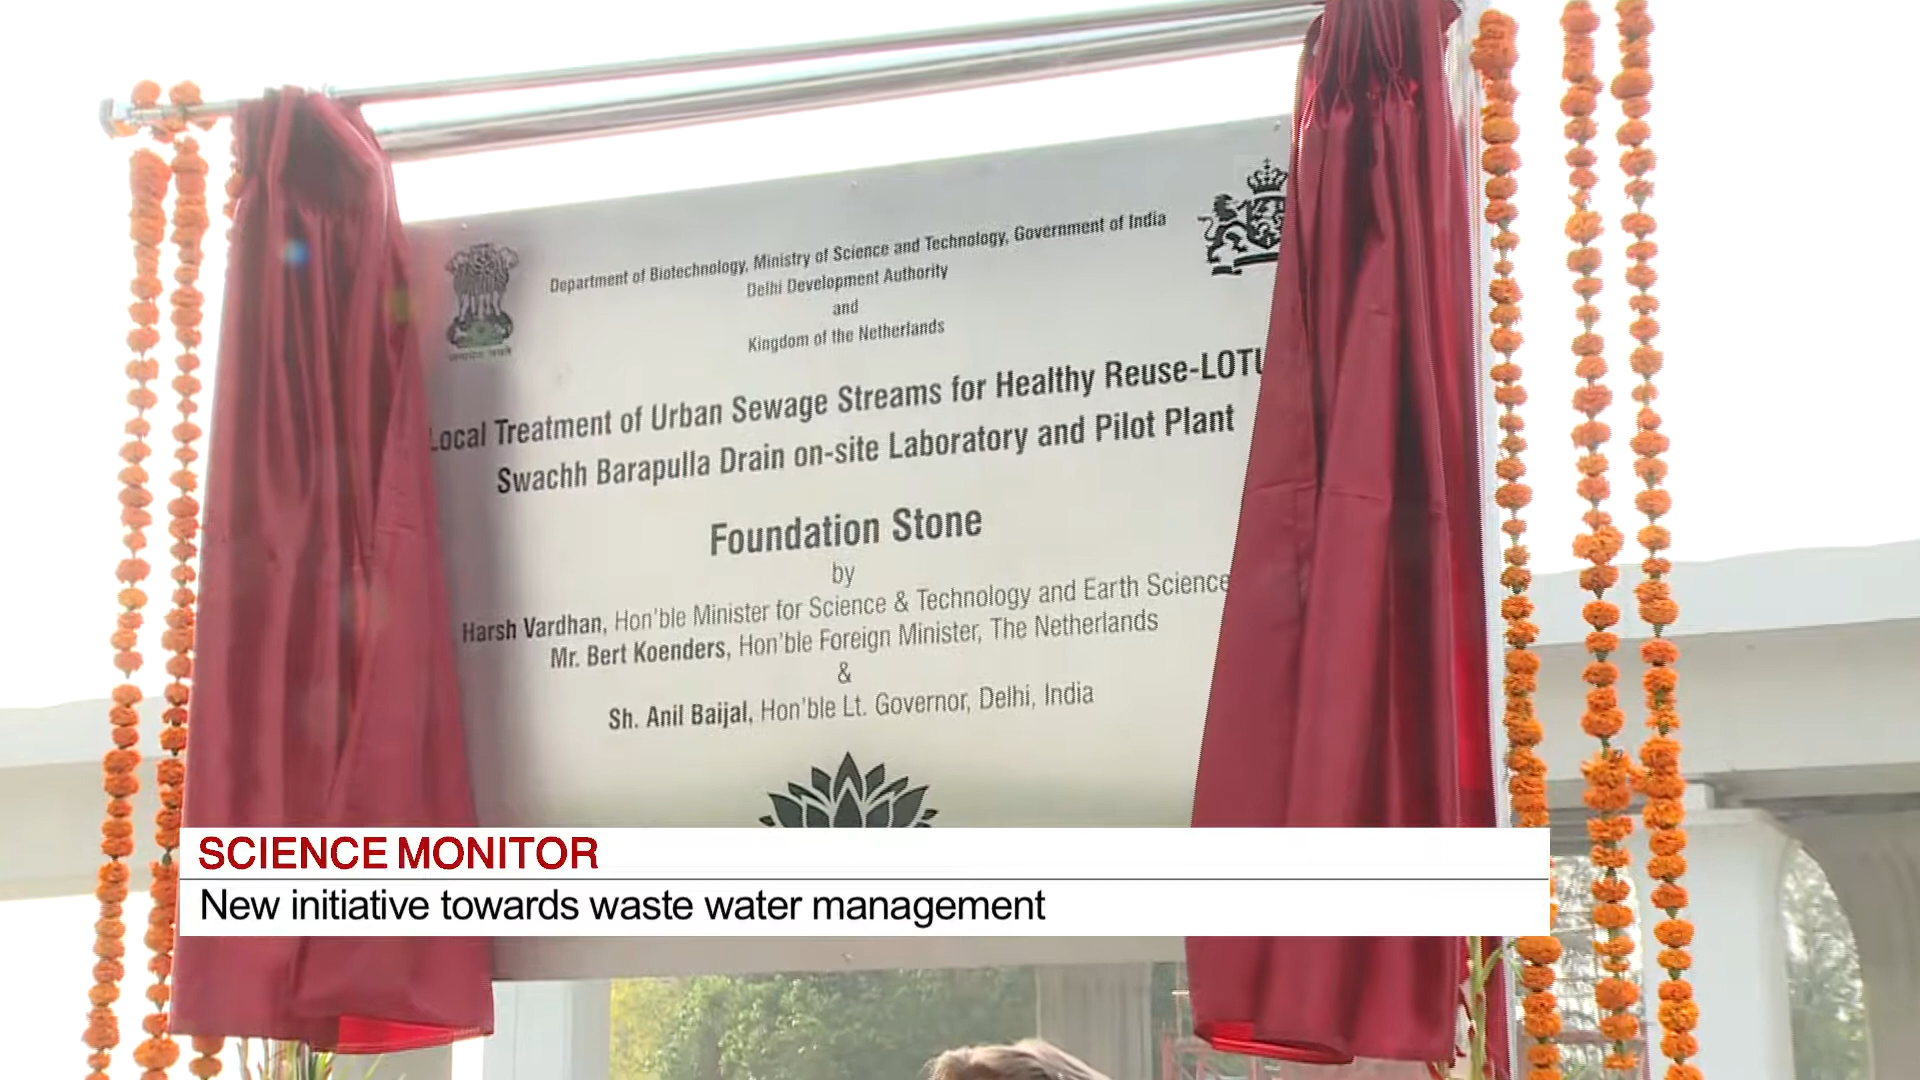 Department of Biotechnology, Ministry of Science and Technology, Government of India
Delhi Development Authority
and
Kingdom of the Netherlands
Local Treatment of Urban Sewage Streams for Healthy Reuse-LOTU
Swachh Barapulla Drain on-site Laboratory and Pilot Plant
Foundation Stone
by
Harsh Vardhan, Hon'ble Minister for Science & Technology and Earth Science
Mr. Bert Koenders, Hon'ble Foreign Minister, The Netherlands
&
Sh. Anil Baijal, Hon'ble Lt. Governor, Delhi, India
SCIENCE MONITOR
New initiative towards waste water management